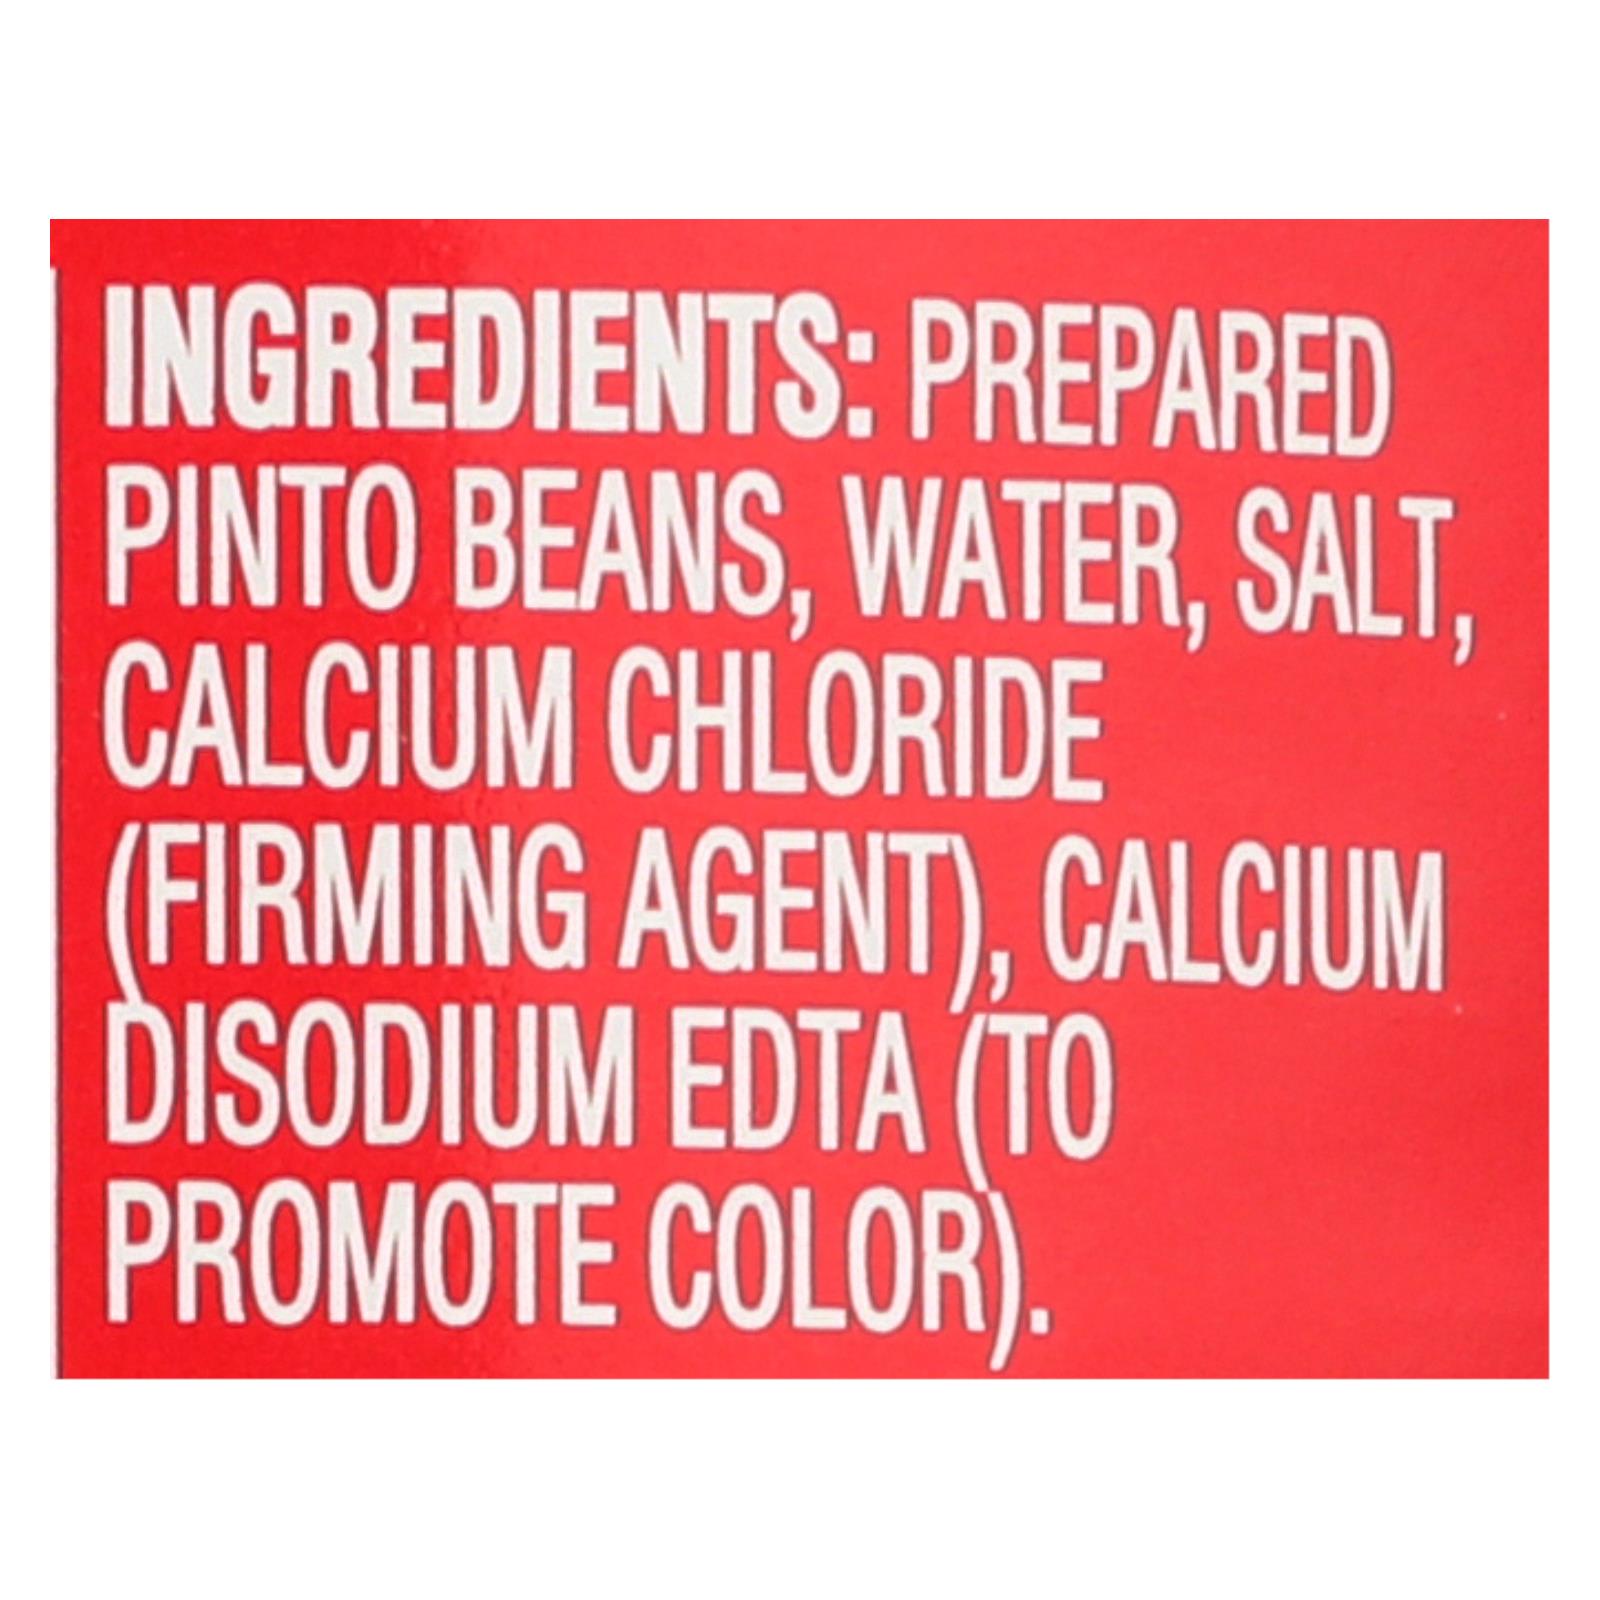 INGREDIENTS: PREPARED
PINTO BEANS, WATER, SALT,
CALCIUM CHLORIDE
(FIRMING AGENT), CALCIUM
DISODIUM EDTA (TO
PROMOTE COLOR).